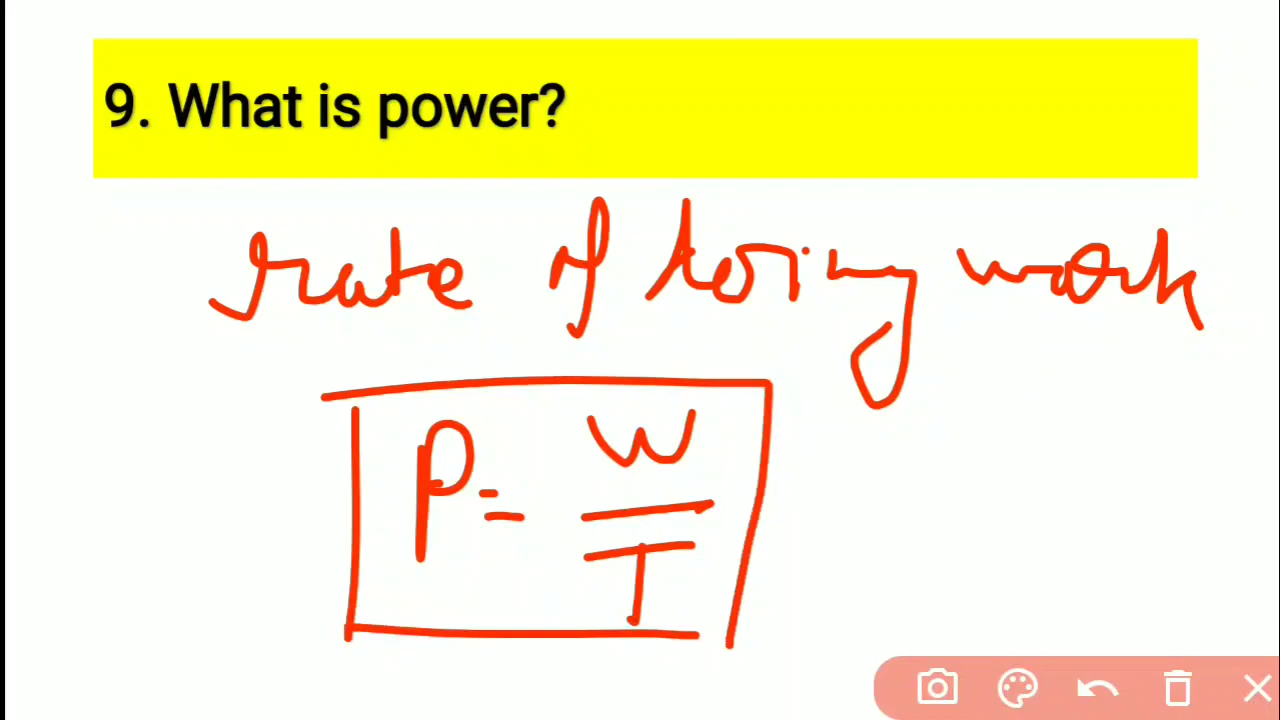 9. What is power?
rate of doing work
P = W
T